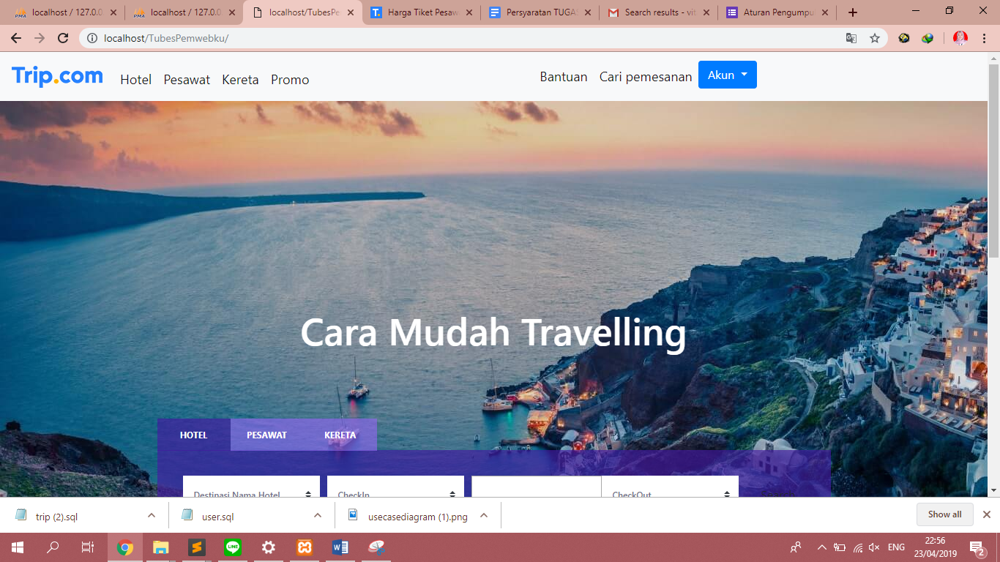 localhost / 127.0.0
localhost / 127.0.0
localhost/TubesPe
Harga Tiket Pesaw
Persyaratan TUGA
Search results - vit
Aturan Pengumpu
localhost/TubesPemwebku/
Trip.com
Hotel Pesawat Kereta Promo
Bantuan Cari pemesanan Akun
Cara Mudah Travelling
HOTEL PESAWAT KERETA
Destinasi Nama Hotel
CheckIn
CheckOut
trip (2).sql
user.sql
usecasediagram (1).png
Show all
ENG
22:56
23/04/2019
2